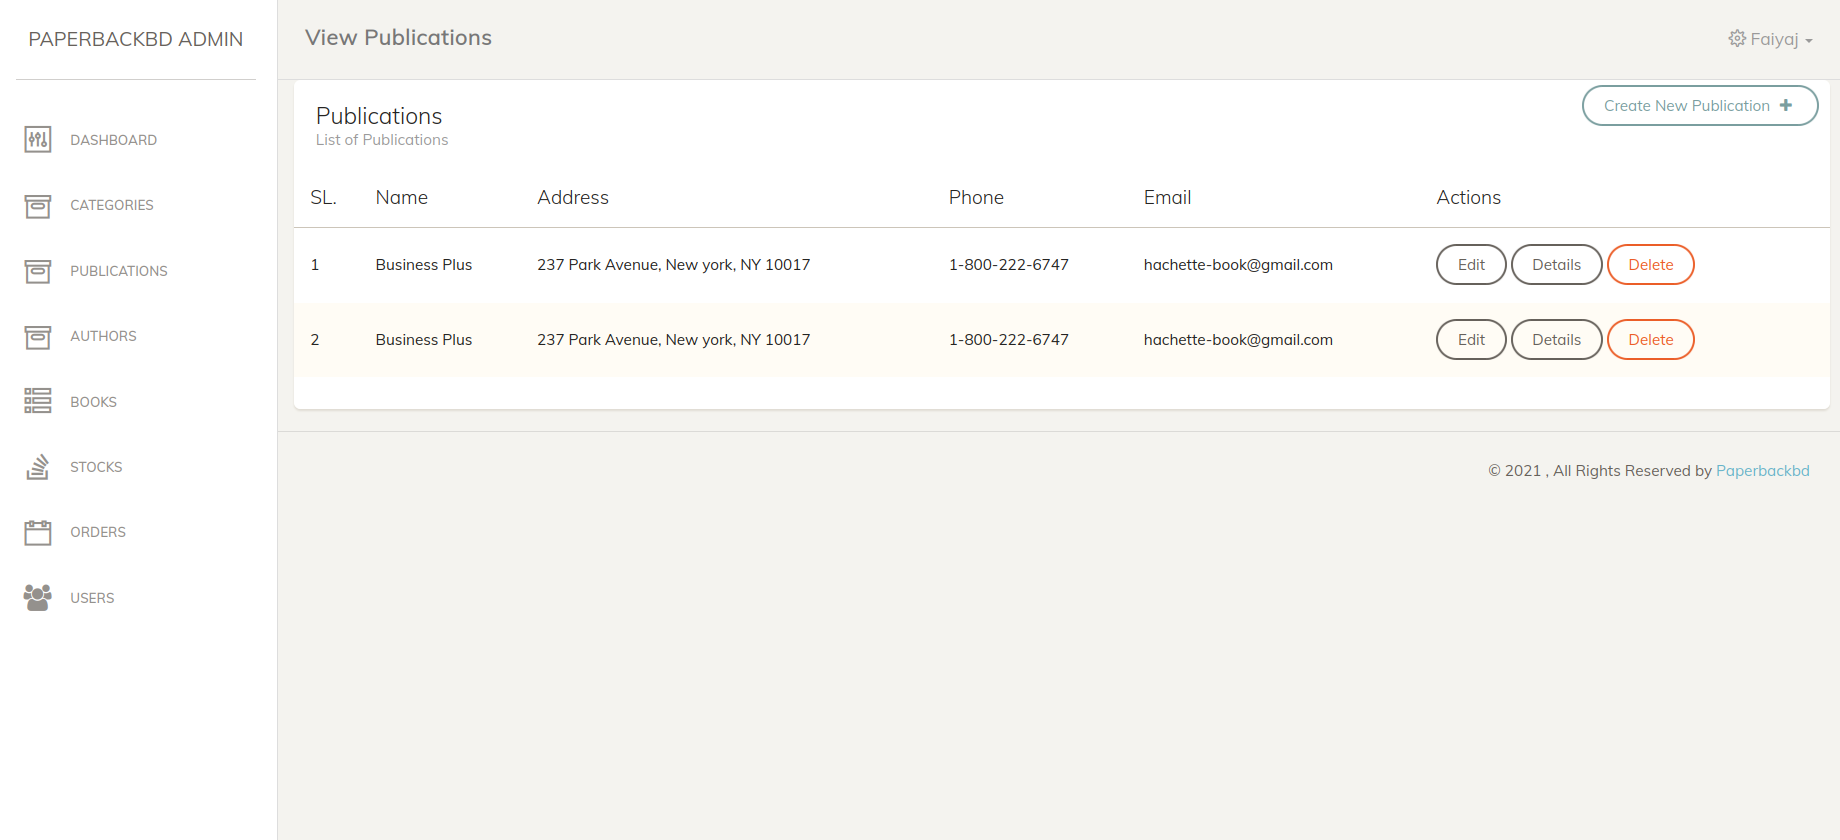 PAPERBACKBD ADMIN
View Publications
Faiyaj
DASHBOARD
CATEGORIES
PUBLICATIONS
AUTHORS
BOOKS
STOCKS
ORDERS
USERS
Publications
List of Publications
Create New Publication
SL. Name Address Phone Email Actions
1 Business Plus 237 Park Avenue, New york, NY 10017 1-800-222-6747 hachette-book@gmail.com Edit Details Delete
2 Business Plus 237 Park Avenue, New york, NY 10017 1-800-222-6747 hachette-book@gmail.com Edit Details Delete
© 2021 , All Rights Reserved by Paperbackbd